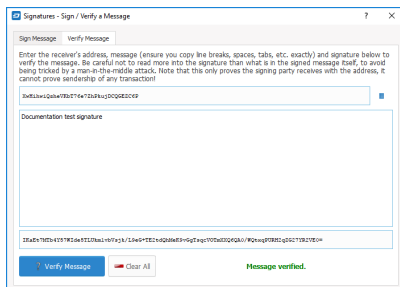 Signatures - Sign / Verify a Message
Sign Message Verify Message
Enter the receiver's address, message (ensure you copy line breaks, spaces, tabs, etc. exactly) and signature below to
verify the message. Be careful not to read more into the signature than what is in the signed message itself, to avoid
being tricked by a man-in-the-middle attack. Note that this only proves the signing party receives with the address, it
cannot prove sendership of any transaction!
Documentation test signature
Verify Message Clear All Message verified.